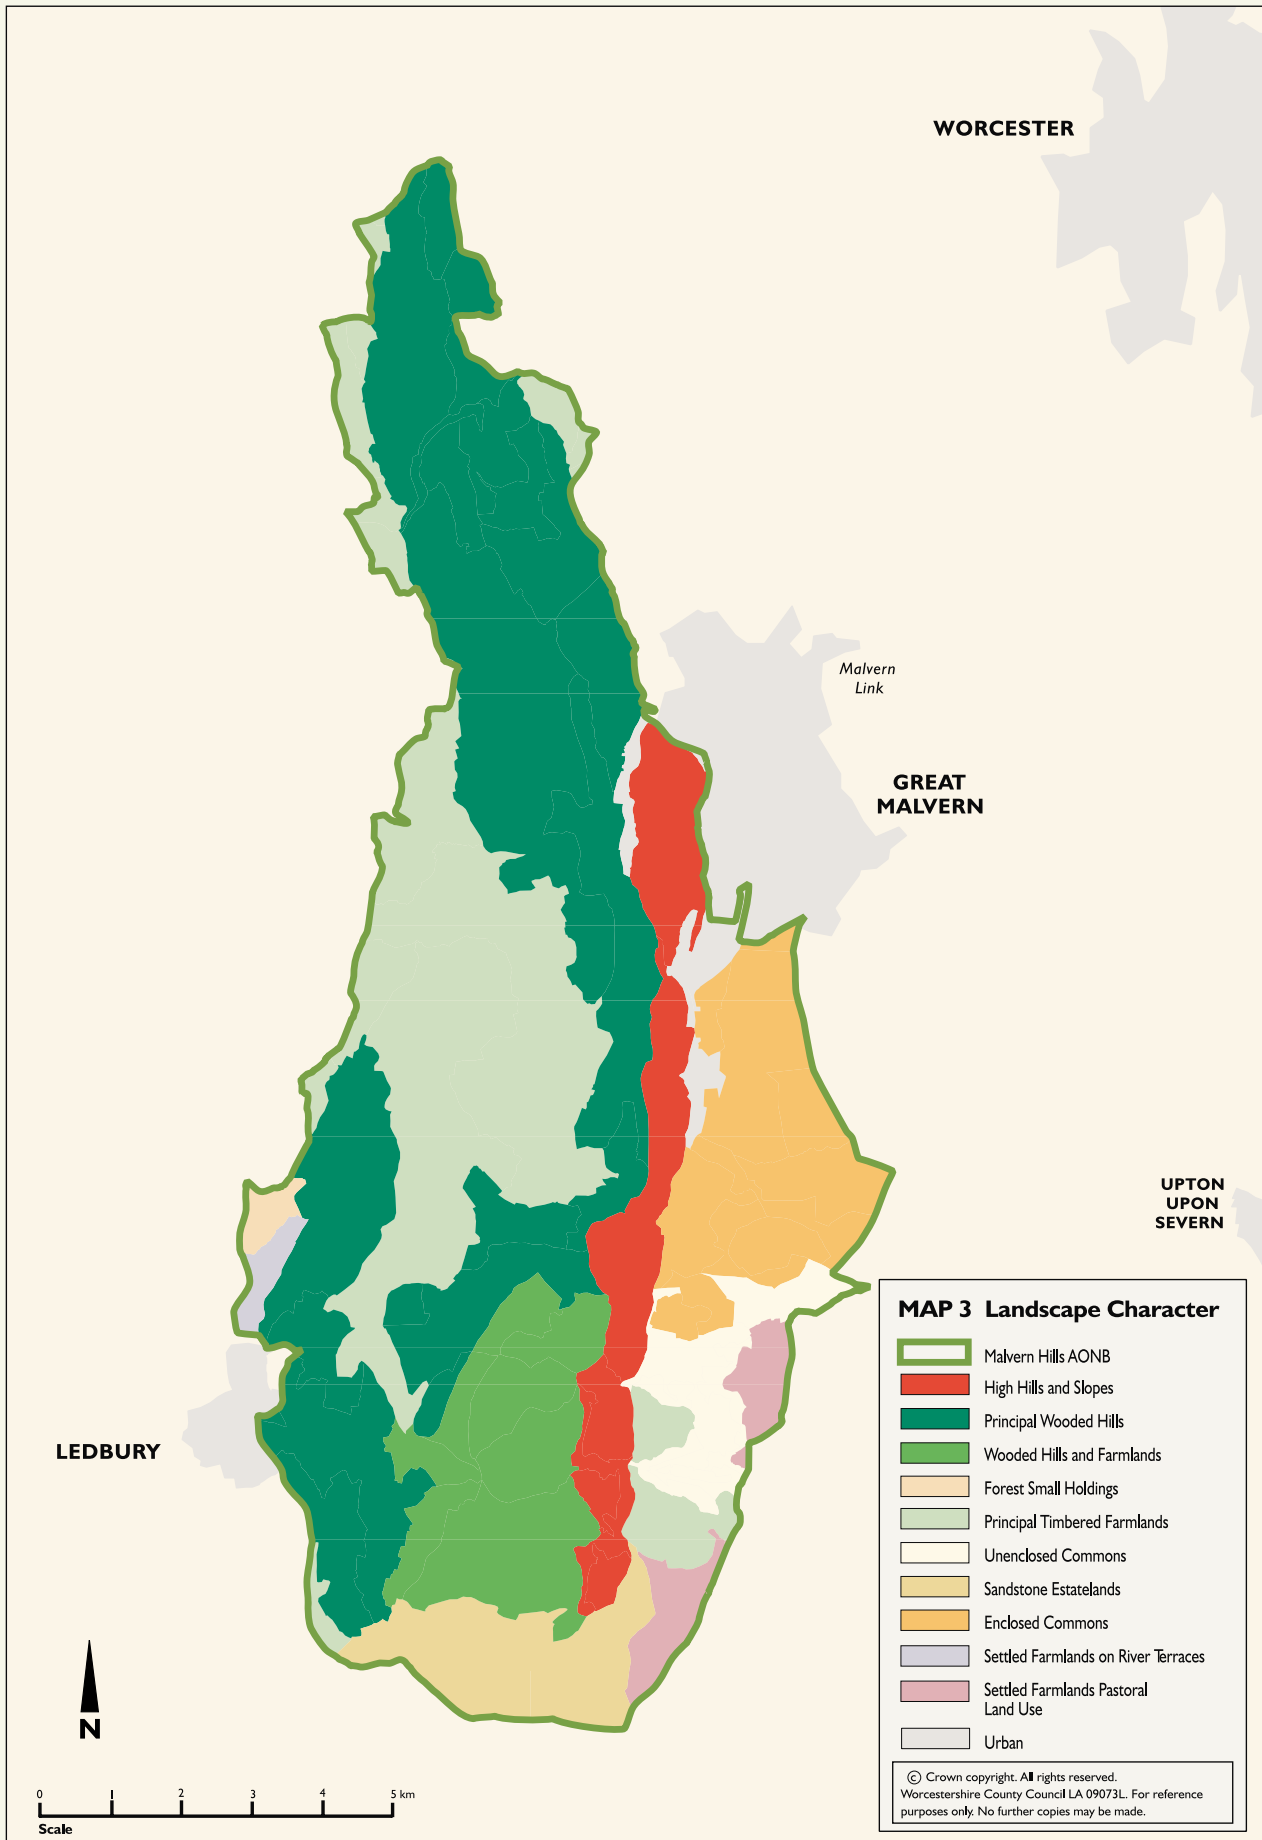 WORCESTER
Malvern
Link
GREAT
MALVERN
UPTON
UPON
SEVERN
LEDBURY
MAP 3 Landscape Character
Malvern Hills AONB
High Hills and Slopes
Principal Wooded Hills
Wooded Hills and Farmlands
Forest Small Holdings
Principal Timbered Farmlands
Unenclosed Commons
Sandstone Estatelands
Enclosed Commons
Settled Farmlands on River Terraces
Settled Farmlands Pastoral
Land Use
Urban
© Crown copyright. All rights reserved.
Worcestershire County Council LA 09073L. For reference
purposes only. No further copies may be made.
N
0 1 2 3 4 5 km
Scale